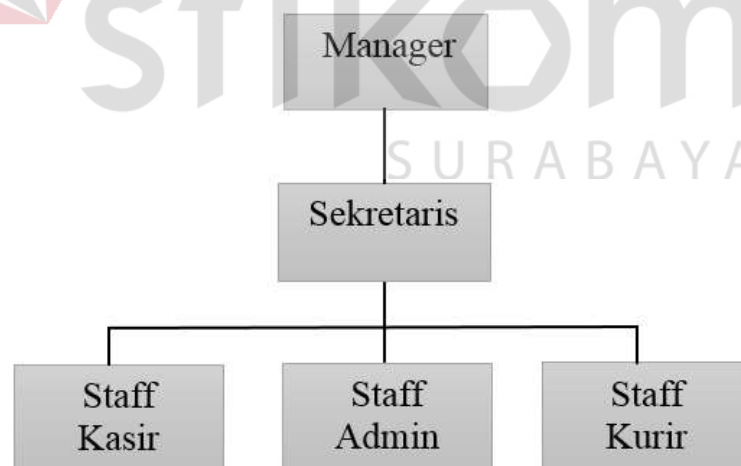 STIKOM
SURABAYA
Manager
Sekretaris
Staff
Kasir
Staff
Admin
Staff
Kurir